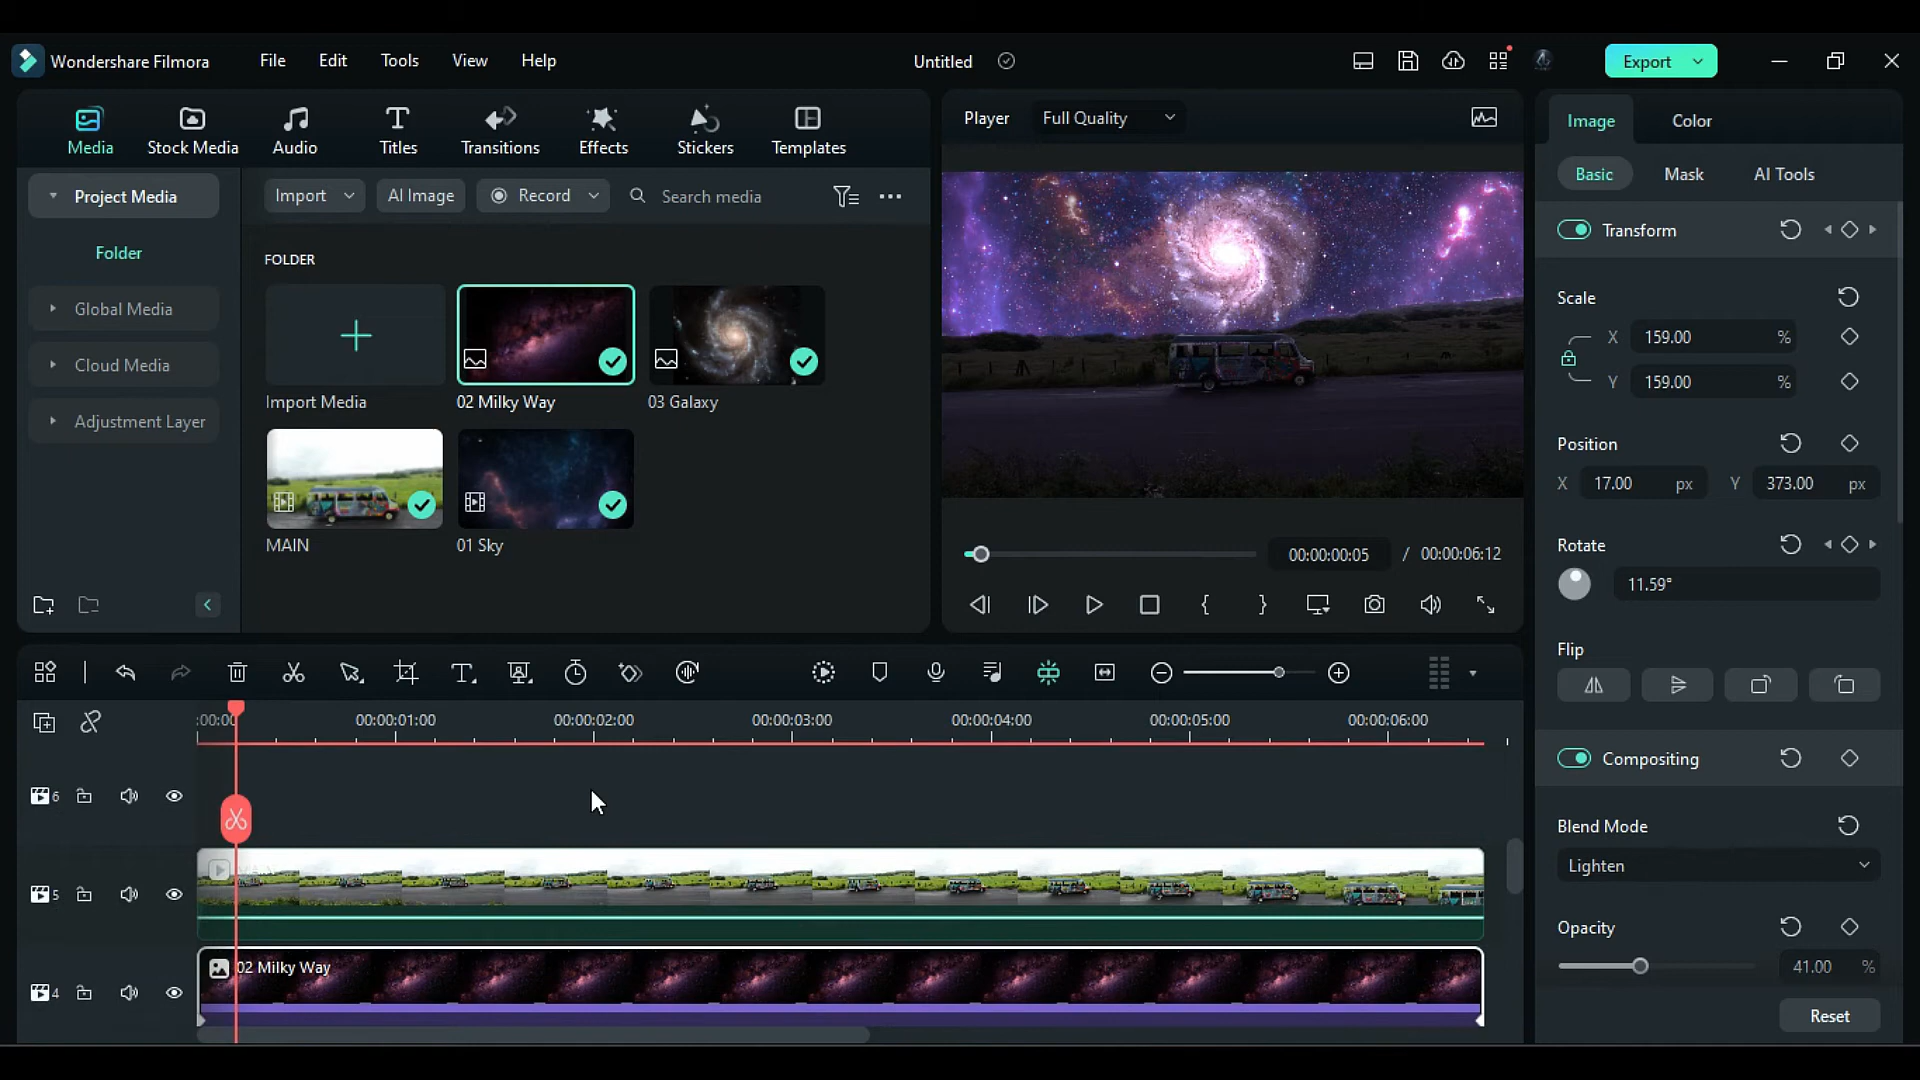 Wondershare Filmora File Edit Tools View Help Untitled Export
Media Stock Media Audio Titles Transitions Effects Stickers Templates
Project Media
Folder
Global Media
Cloud Media
Adjustment Layer
Import AI Image Record Search media
FOLDER
Import Media 02 Milky Way 03 Galaxy
MAIN 01 Sky
Player Full Quality
00:00:00:05 / 00:00:06:12
{ }
Image Color
Basic Mask AI Tools
Transform
Scale
X 159.00 %
Y 159.00 %
Position
X 17.00 px Y 373.00 px
Rotate
11.59°
Flip
Compositing
Blend Mode
Lighten
Opacity
41.00 %
Reset
:00:00 00:00:01:00 00:00:02:00 00:00:03:00 00:00:04:00 00:00:05:00 00:00:06:00
6
5
4 02 Milky Way